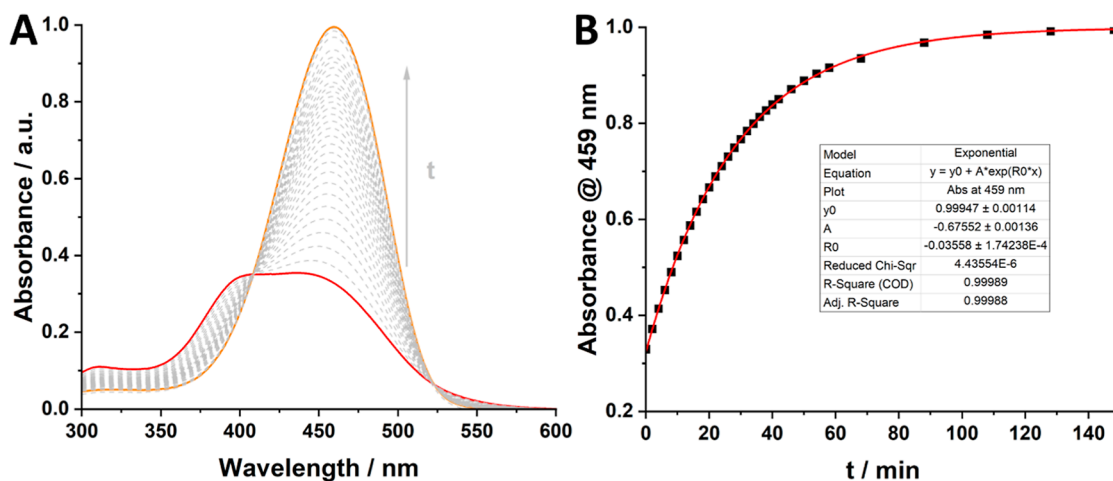 A
Absorbance / a.u.
1.0
0.8
0.6
0.4
0.2
0.0
t
300 350 400 450 500 550 600
Wavelength / nm
B
Absorbance @ 459 nm
1.0
0.8
0.6
0.4
0.2
Model Exponential
Equation y = y0 + A*exp(R0*x)
Plot Abs at 459 nm
y0 0.99947 ± 0.00114
A -0.67552 ± 0.00136
R0 -0.03558 ± 1.74238E-4
Reduced Chi-Sqr 4.43554E-6
R-Square (COD) 0.99989
Adj. R-Square 0.99988
0 20 40 60 80 100 120 140
t / min